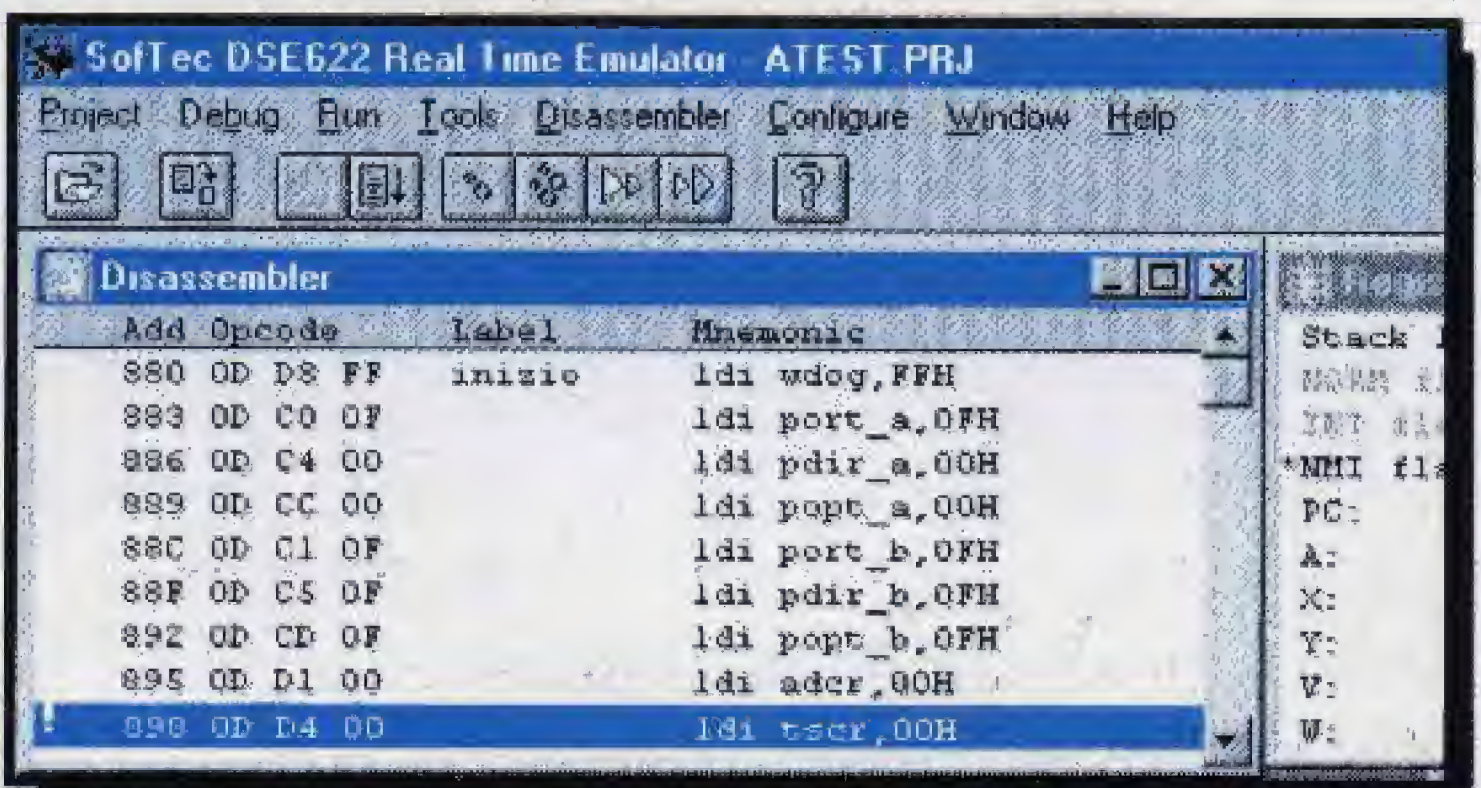 SofTec DSE622 Real Time Emulator - ATEST.PRJ
Project Debug Run Tools Disassembler Configure Window Help
Disassembler
Add Opcode Label Mnemonic
880 0D D8 FF inizio ldi wdog,FFH
883 0D C0 0F ldi port_a,0FH
886 0D C4 00 ldi pdir_a,00H
889 0D CC 00 ldi popt_a,00H
88C 0D C1 0F ldi port_b,0FH
88F 0D C5 0F ldi pdir_b,0FH
892 0D CD 0F ldi popt_b,0FH
895 0D D1 00 ldi adcr,00H
! 898 0D D4 00 ldi tscr,00H
Stack
NORM
INT
*NMI
PC:
A:
X:
Y:
V:
W: